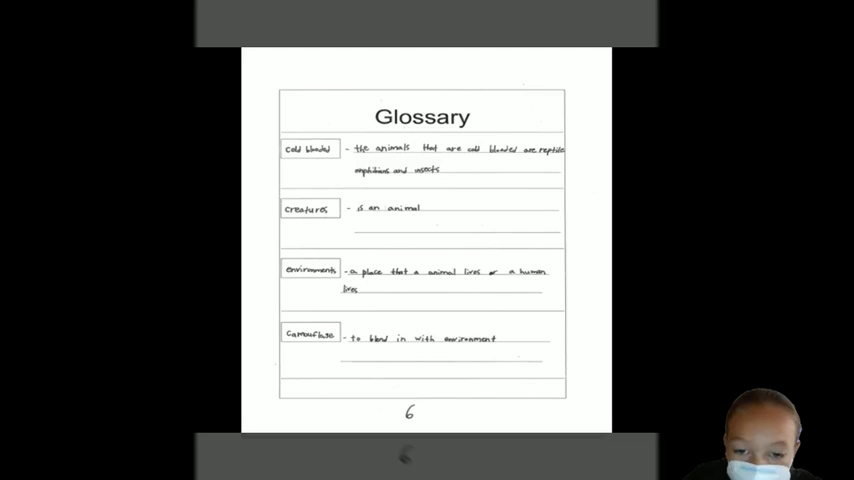 Glossary
cold blooded - the animals that are cold blooded are reptile
amphibians and insects
creatures - is an animal
environments - a place that a animal lives or a human
lives
Camouflage - to blend in with environment
6